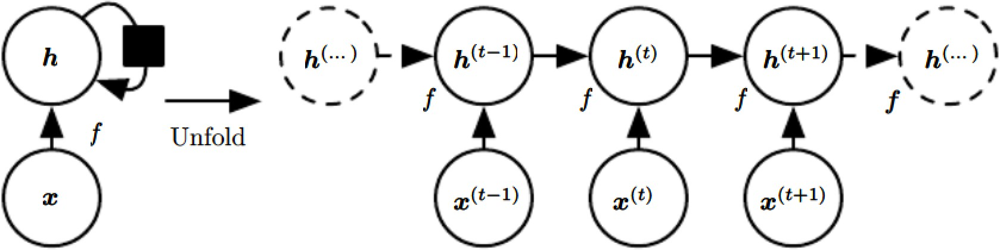 h h(...) h(t−1) h(t) h(t+1) h(...)
f f f f f
Unfold
x x(t−1) x(t) x(t+1)